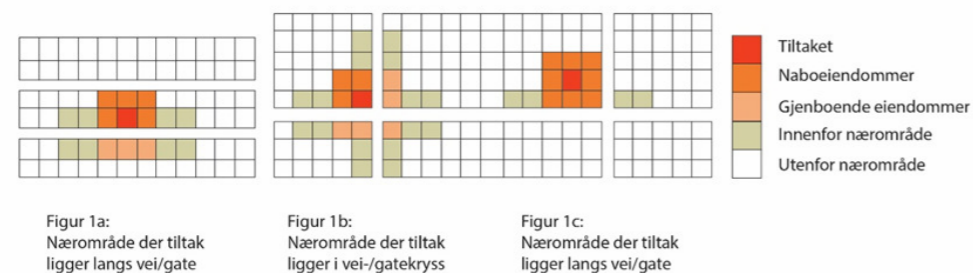 Tiltaket
Naboeiendommer
Gjenboende eiendommer
Innenfor nærområde
Utenfor nærområde
Figur 1a:
Nærområde der tiltak
ligger langs vei/gate
Figur 1b:
Nærområde der tiltak
ligger i vei-/gatekryss
Figur 1c:
Nærområde der tiltak
ligger langs vei/gate